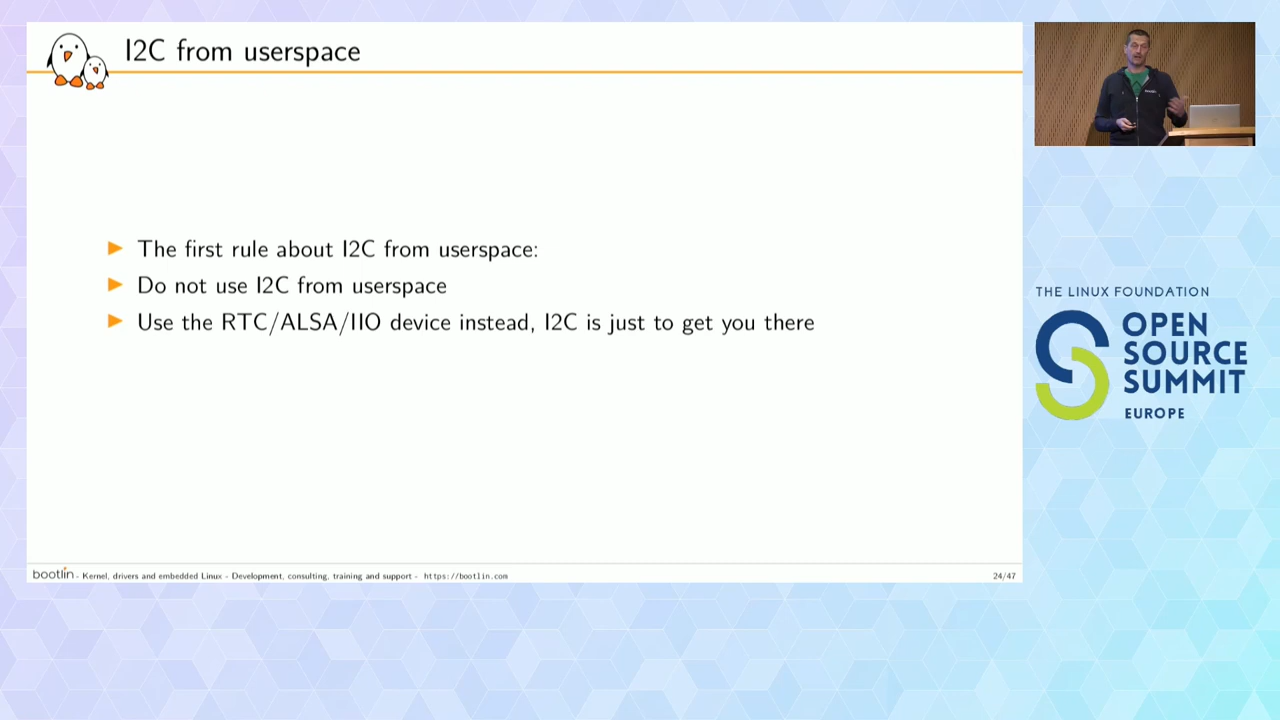 I2C from userspace
The first rule about I2C from userspace:
Do not use I2C from userspace
Use the RTC/ALSA/IIO device instead, I2C is just to get you there
bootlin - Kernel, drivers and embedded Linux - Development, consulting, training and support - https://bootlin.com
24/47
THE LINUX FOUNDATION
OPEN
SOURCE
SUMMIT
EUROPE